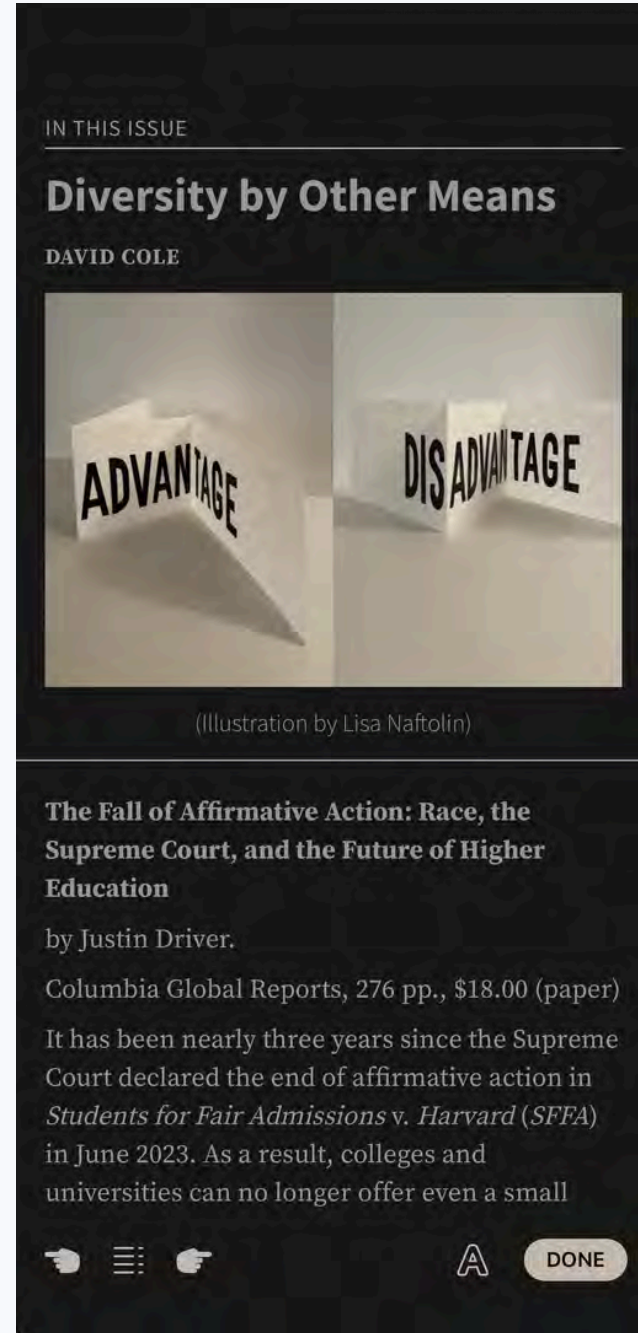 IN THIS ISSUE
Diversity by Other Means
DAVID COLE
ADVANTAGE
DISADVANTAGE
(Illustration by Lisa Naftolin)
The Fall of Affirmative Action: Race, the
Supreme Court, and the Future of Higher
Education
by Justin Driver.
Columbia Global Reports, 276 pp., $18.00 (paper)
It has been nearly three years since the Supreme
Court declared the end of affirmative action in
Students for Fair Admissions v. Harvard (SFFA)
in June 2023. As a result, colleges and
universities can no longer offer even a small
A
DONE